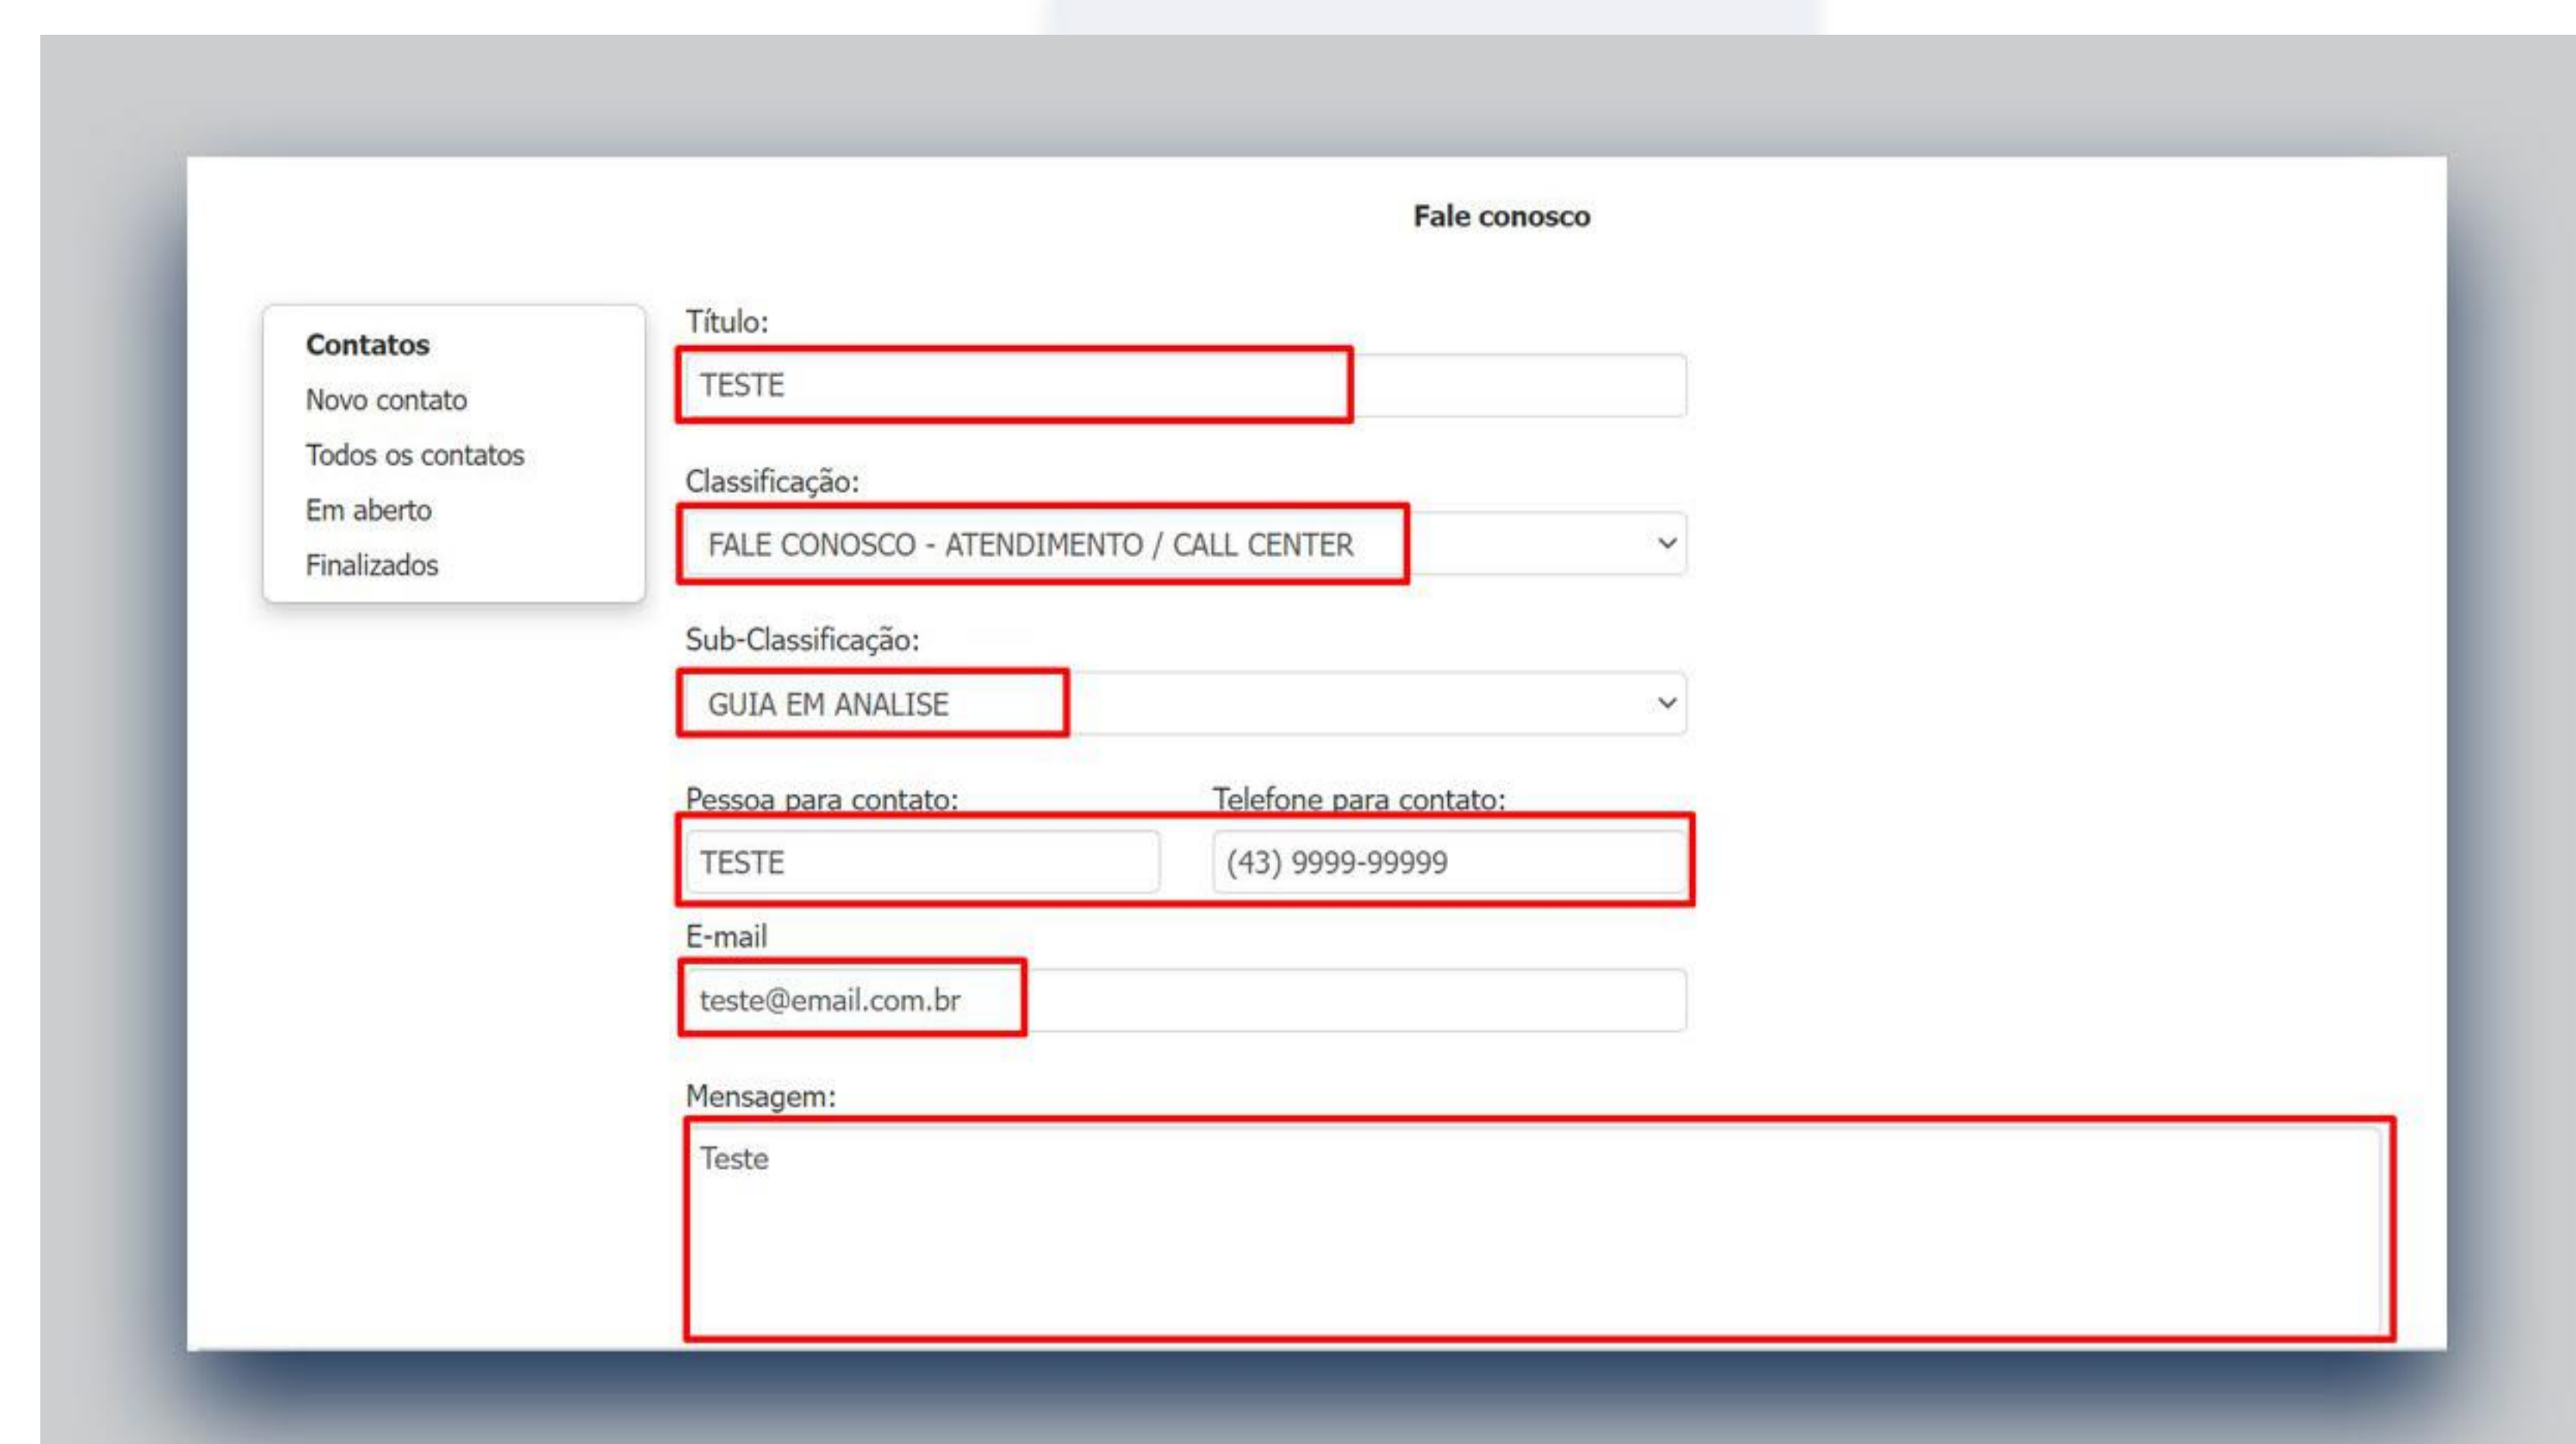 Fale conosco
Contatos
Novo contato
Todos os contatos
Em aberto
Finalizados
Título:
TESTE
Classificação:
FALE CONOSCO - ATENDIMENTO / CALL CENTER
Sub-Classificação:
GUIA EM ANALISE
Pessoa para contato: Telefone para contato:
TESTE (43) 9999-99999
E-mail
teste@email.com.br
Mensagem:
Teste